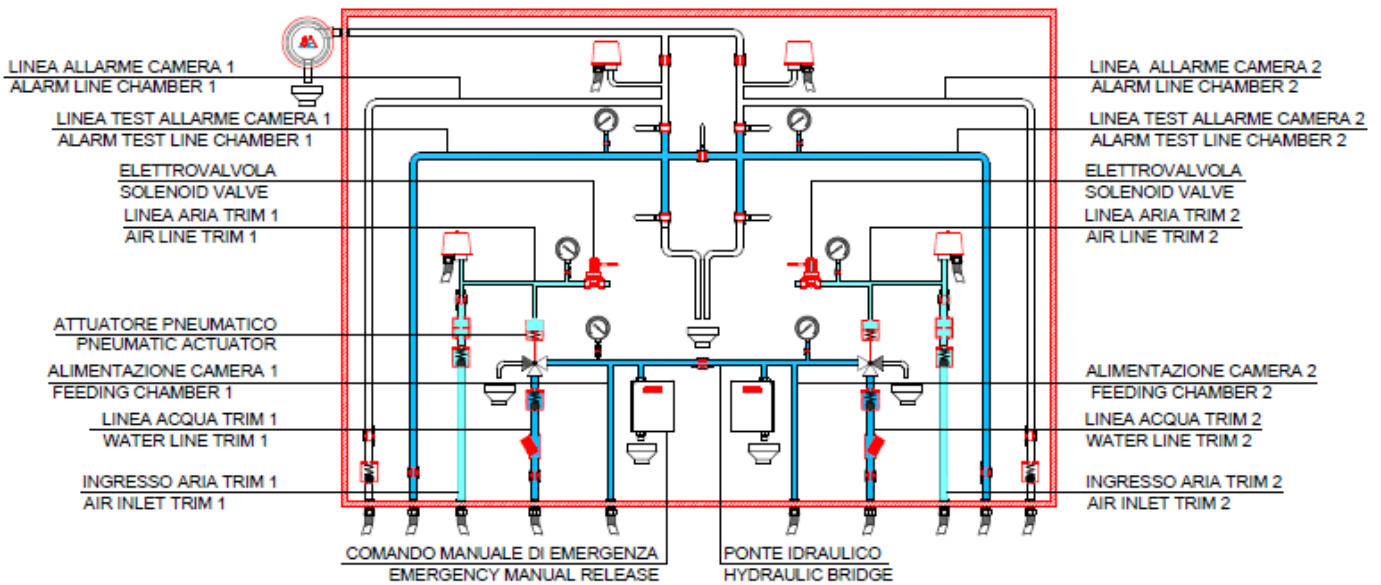 LINEA ALLARME CAMERA 1
ALARM LINE CHAMBER 1
LINEA TEST ALLARME CAMERA 1
ALARM TEST LINE CHAMBER 1
ELETTROVALVOLA
SOLENOID VALVE
LINEA ARIA TRIM 1
AIR LINE TRIM 1
ATTUATORE PNEUMATICO
PNEUMATIC ACTUATOR
ALIMENTAZIONE CAMERA 1
FEEDING CHAMBER 1
LINEA ACQUA TRIM 1
WATER LINE TRIM 1
INGRESSO ARIA TRIM 1
AIR INLET TRIM 1
COMANDO MANUALE DI EMERGENZA
EMERGENCY MANUAL RELEASE
PONTE IDRAULICO
HYDRAULIC BRIDGE
LINEA ALLARME CAMERA 2
ALARM LINE CHAMBER 2
LINEA TEST ALLARME CAMERA 2
ALARM TEST LINE CHAMBER 2
ELETTROVALVOLA
SOLENOID VALVE
LINEA ARIA TRIM 2
AIR LINE TRIM 2
ALIMENTAZIONE CAMERA 2
FEEDING CHAMBER 2
LINEA ACQUA TRIM 2
WATER LINE TRIM 2
INGRESSO ARIA TRIM 2
AIR INLET TRIM 2